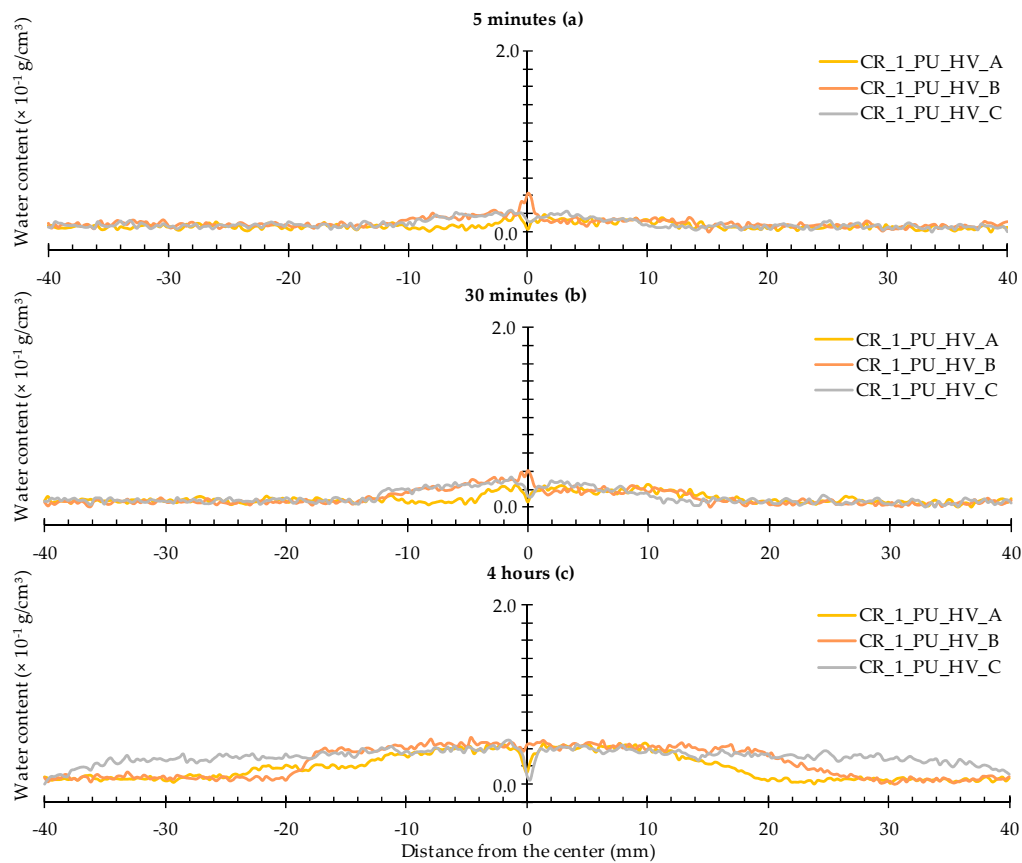 5 minutes (a)
Water content (× 10⁻¹ g/cm³)
2.0
0.0
CR_1_PU_HV_A
CR_1_PU_HV_B
CR_1_PU_HV_C
-40 -30 -20 -10 0 10 20 30 40
30 minutes (b)
Water content (× 10⁻¹ g/cm³)
2.0
0.0
CR_1_PU_HV_A
CR_1_PU_HV_B
CR_1_PU_HV_C
-40 -30 -20 -10 0 10 20 30 40
4 hours (c)
Water content (× 10⁻¹ g/cm³)
2.0
0.0
CR_1_PU_HV_A
CR_1_PU_HV_B
CR_1_PU_HV_C
-40 -30 -20 -10 0 10 20 30 40
Distance from the center (mm)